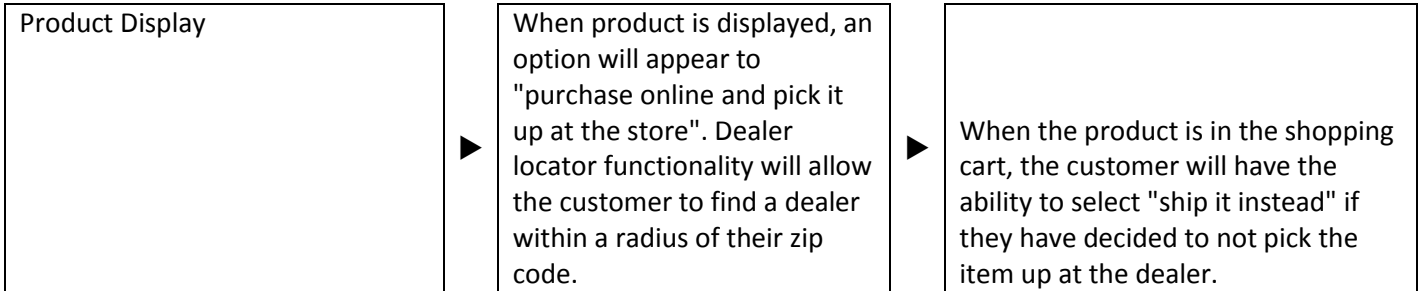 Product Display
When product is displayed, an
option will appear to
"purchase online and pick it
up at the store". Dealer
locator functionality will allow
the customer to find a dealer
within a radius of their zip
code.
When the product is in the shopping
cart, the customer will have the
ability to select "ship it instead" if
they have decided to not pick the
item up at the dealer.